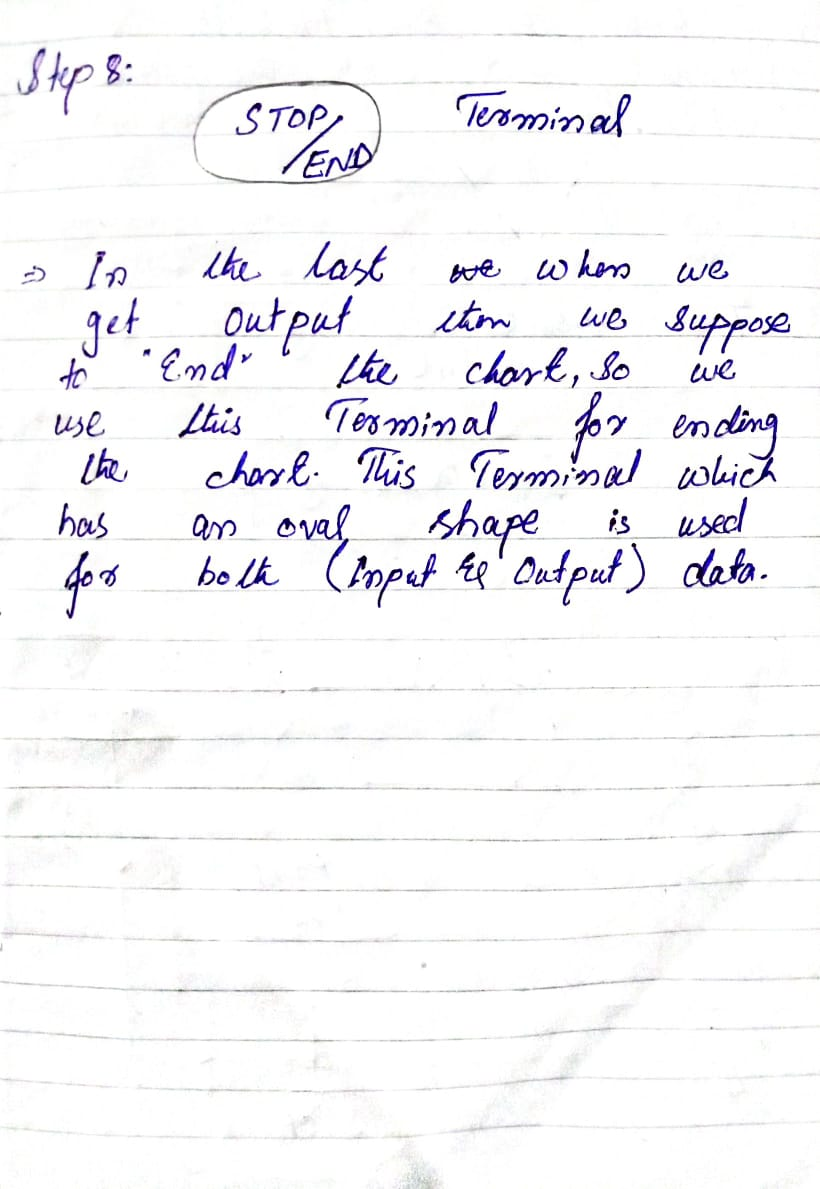 Step 8:
STOP/ Terminal
END
⇒ In the last we when we
get output then we suppose
to "End" the chart, so we
use this Terminal for ending
the chart. This Terminal which
has an oval shape is used
for both (Input & Output) data.